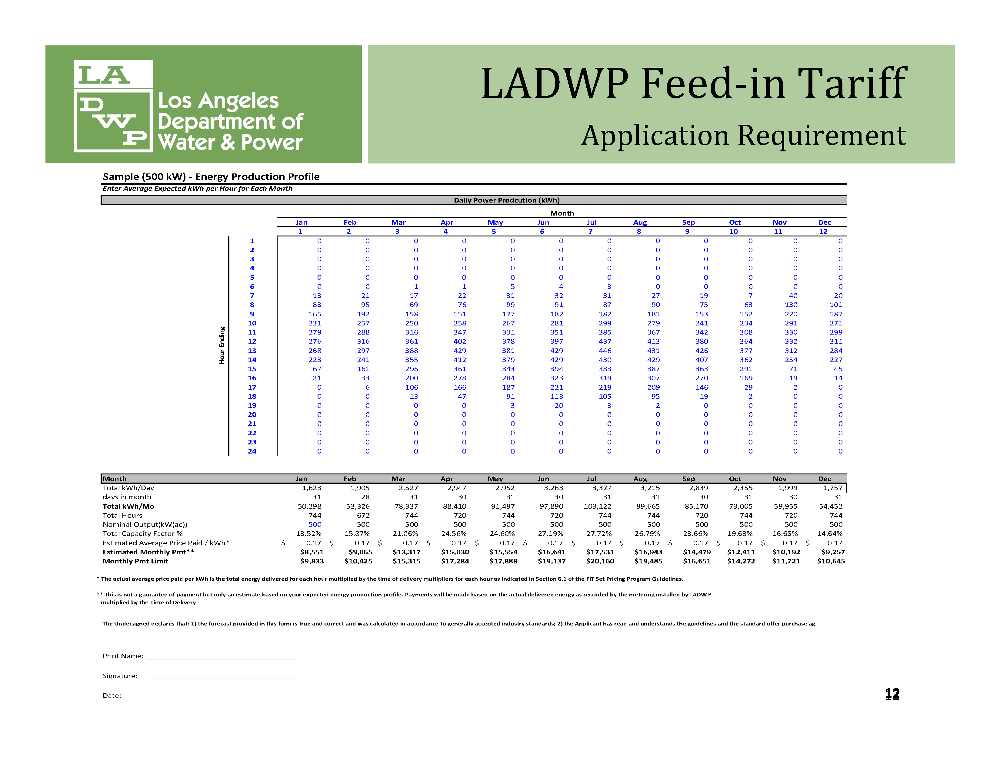 LA
D
W
P
Los Angeles
Department of
Water & Power
LADWP Feed-in Tariff
Application Requirement
Sample (500 kW) - Energy Production Profile
Enter Average Expected kWh per Hour for Each Month
Daily Power Prodcution (kWh)
Month
Jan Feb Mar Apr May Jun Jul Aug Sep Oct Nov Dec
1 2 3 4 5 6 7 8 9 10 11 12
Hour Ending
1 0 0 0 0 0 0 0 0 0 0 0 0
2 0 0 0 0 0 0 0 0 0 0 0 0
3 0 0 0 0 0 0 0 0 0 0 0 0
4 0 0 0 0 0 0 0 0 0 0 0 0
5 0 0 0 0 0 0 0 0 0 0 0 0
6 0 0 1 1 5 4 3 0 0 0 0 0
7 13 21 17 22 31 32 31 27 19 7 40 20
8 83 95 69 76 99 91 87 90 75 63 130 101
9 165 192 158 151 177 182 182 181 153 152 220 187
10 231 257 250 258 267 281 299 279 241 234 291 271
11 279 288 316 347 331 351 385 367 342 308 330 299
12 276 316 361 402 378 397 437 413 380 364 332 311
13 268 297 388 429 381 429 446 431 426 377 312 284
14 223 241 355 412 379 429 430 429 407 362 254 227
15 67 161 296 361 343 394 383 387 363 291 71 45
16 21 33 200 278 284 323 319 307 270 169 19 14
17 0 6 106 166 187 221 219 209 146 29 2 0
18 0 0 13 47 91 113 105 95 19 2 0 0
19 0 0 0 0 3 20 3 2 0 0 0 0
20 0 0 0 0 0 0 0 0 0 0 0 0
21 0 0 0 0 0 0 0 0 0 0 0 0
22 0 0 0 0 0 0 0 0 0 0 0 0
23 0 0 0 0 0 0 0 0 0 0 0 0
24 0 0 0 0 0 0 0 0 0 0 0 0
Month Jan Feb Mar Apr May Jun Jul Aug Sep Oct Nov Dec
Total kWh/Day 1,623 1,905 2,527 2,947 2,952 3,263 3,327 3,215 2,839 2,355 1,999 1,757
days in month 31 28 31 30 31 30 31 31 30 31 30 31
Total kWh/Mo 50,298 53,326 78,337 88,410 91,497 97,890 103,122 99,665 85,170 73,005 59,955 54,452
Total Hours 744 672 744 720 744 720 744 744 720 744 720 744
Nominal Output(kW(ac)) 500 500 500 500 500 500 500 500 500 500 500 500
Total Capacity Factor % 13.52% 15.87% 21.06% 24.56% 24.60% 27.19% 27.72% 26.79% 23.66% 19.63% 16.65% 14.64%
Estimated Average Price Paid / kWh* $ 0.17 $ 0.17 $ 0.17 $ 0.17 $ 0.17 $ 0.17 $ 0.17 $ 0.17 $ 0.17 $ 0.17 $ 0.17 $ 0.17
Estimated Monthly Pmt** $8,551 $9,065 $13,317 $15,030 $15,554 $16,641 $17,531 $16,943 $14,479 $12,411 $10,192 $9,257
Monthly Pmt Limit $9,833 $10,425 $15,315 $17,284 $17,888 $19,137 $20,160 $19,485 $16,651 $14,272 $11,721 $10,645
* The actual average price paid per kWh is the total energy delivered for each hour multiplied by the time of delivery multipliers for each hour as indicated in Section 6.1 of the FiT Set Pricing Program Guidelines.
** This is not a gaurantee of payment but only an estimate based on your expected energy production profile. Payments will be made based on the actual delivered energy as recorded by the metering installed by LADWP
multiplied by the Time of Delivery
The Undersigned declares that: 1) the forecast provided in this form is true and correct and was calculated in accordance to generally accepted industry standards; 2) the Applicant has read and understands the guidelines and the standard offer purchase ag
Print Name:
Signature:
Date:
12